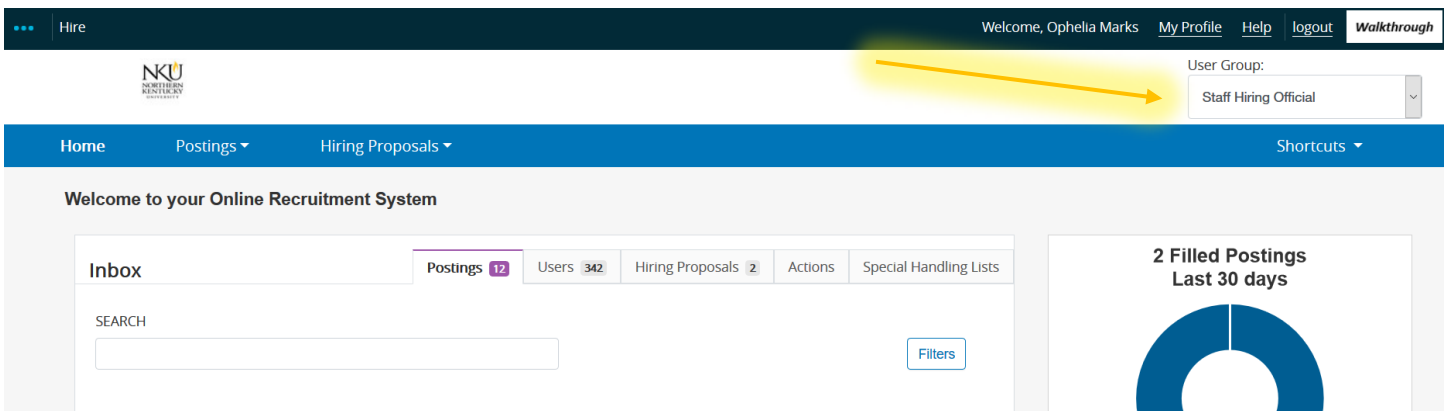 Hire
Welcome, Ophelia Marks My Profile Help logout Walkthrough
NKU
NORTHERN
KENTUCKY
UNIVERSITY
User Group:
Staff Hiring Official
Home Postings Hiring Proposals Shortcuts
Welcome to your Online Recruitment System
Inbox
Postings 12 Users 342 Hiring Proposals 2 Actions Special Handling Lists
SEARCH
Filters
2 Filled Postings
Last 30 days